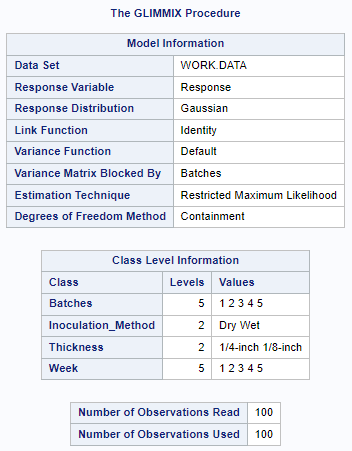 The GLIMMIX Procedure
Model Information
Data Set WORK.DATA
Response Variable Response
Response Distribution Gaussian
Link Function Identity
Variance Function Default
Variance Matrix Blocked By Batches
Estimation Technique Restricted Maximum Likelihood
Degrees of Freedom Method Containment
Class Level Information
Class Levels Values
Batches 5 1 2 3 4 5
Inoculation_Method 2 Dry Wet
Thickness 2 1/4-inch 1/8-inch
Week 5 1 2 3 4 5
Number of Observations Read 100
Number of Observations Used 100